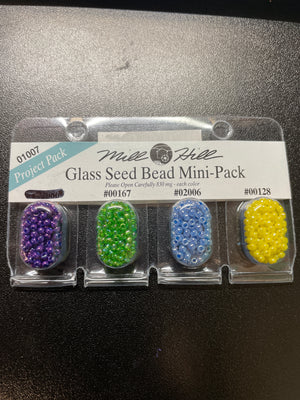 01007
Project Pack
Mill Hill
Glass Seed Bead Mini-Pack
Please Open Carefully 830 mg - each color
#00167 #02006 #00128